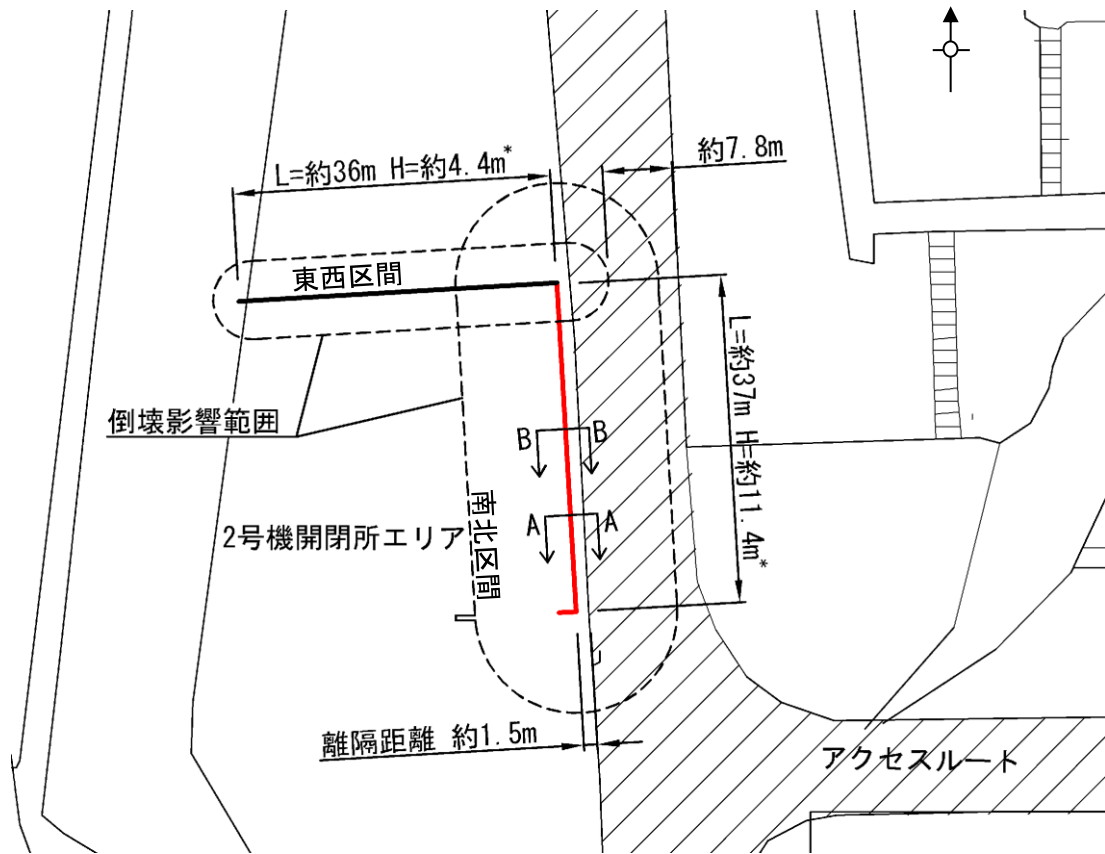 L=約36m H=約4.4m*
約7.8m
東西区間
L=約37m H=約11.4m*
倒壊影響範囲
B
B
南北区間
A
A
2号機開閉所エリア
離隔距離 約1.5m
アクセスルート